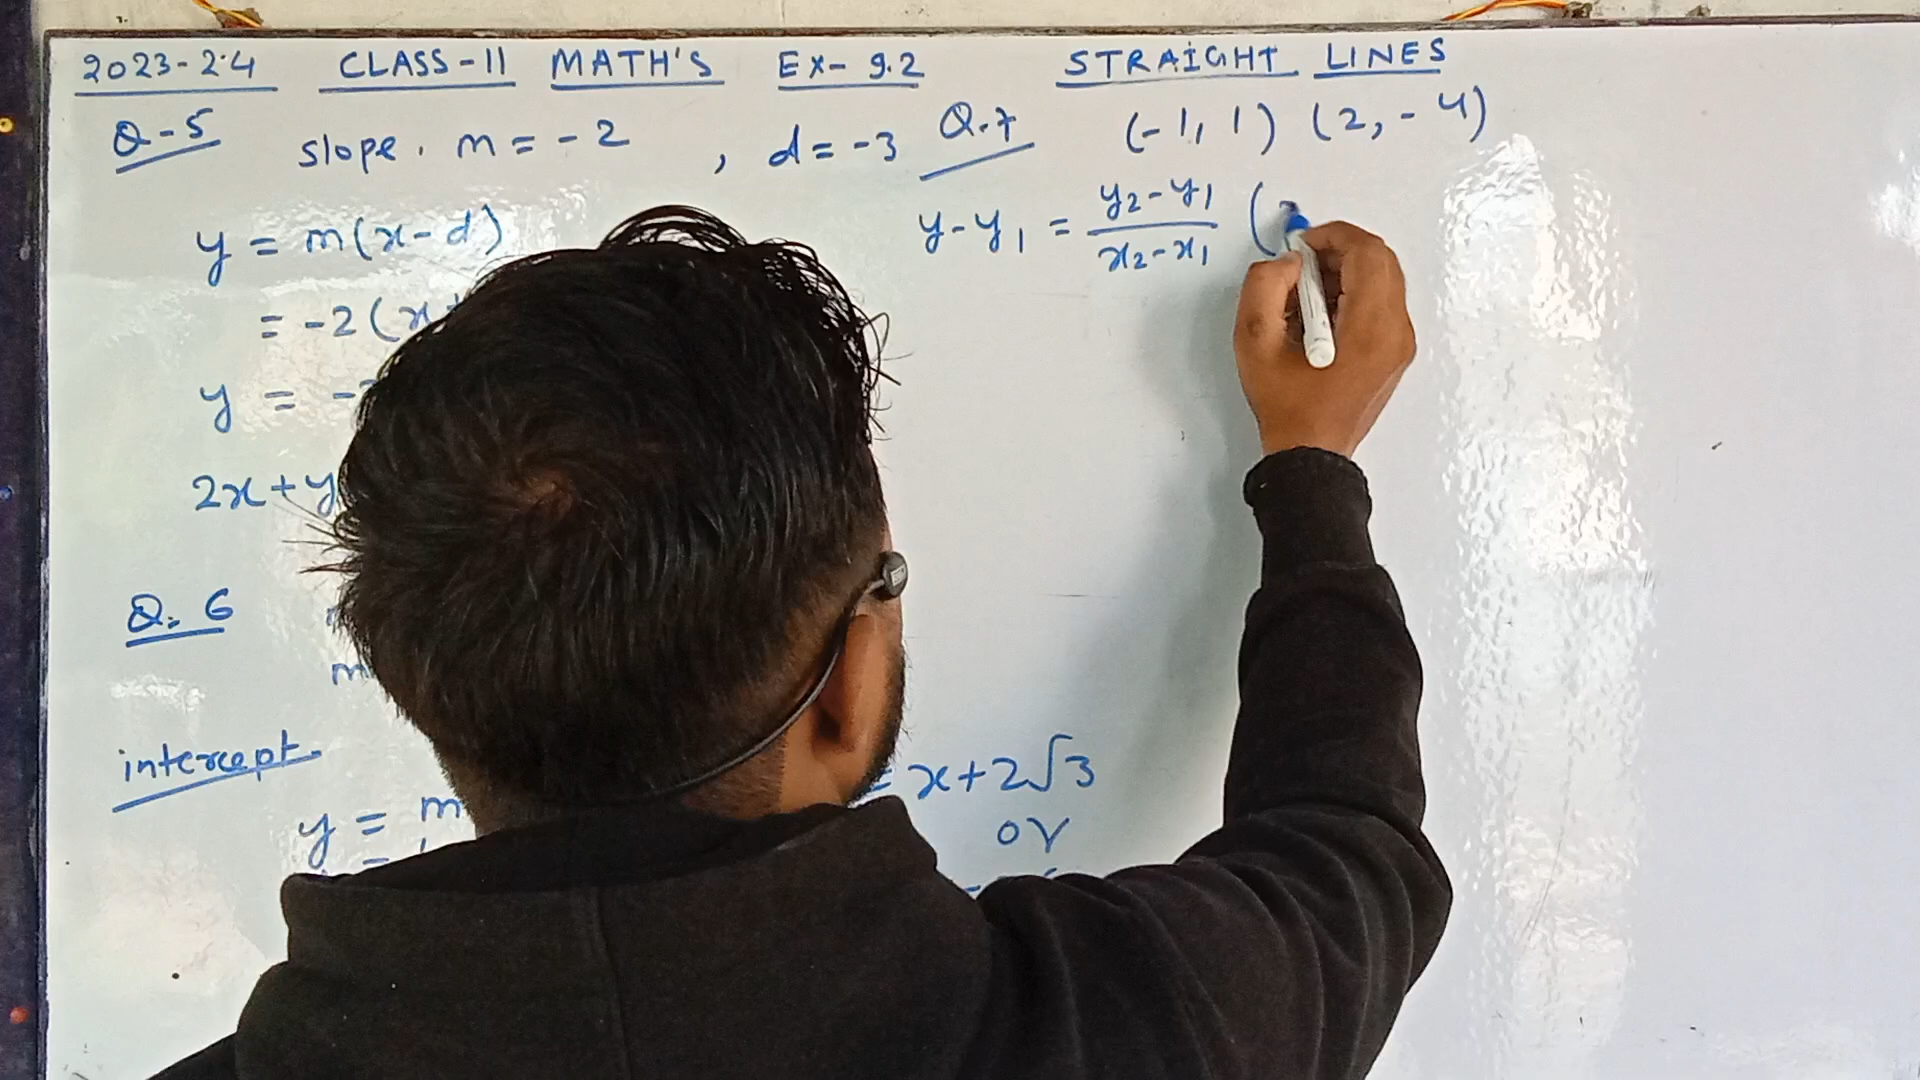 2023-24 CLASS-11 MATH'S EX-9.2 STRAIGHT LINES
Q-5 slope. m = -2 , d = -3
y = m(x-d)
= -2(x+
y = -
2x+y
Q. 6
m
intercept.
y = m
= x+2√3
or
Q.7 (-1, 1) (2, -4)
y-y₁ = \frac{y₂-y₁}{x₂-x₁} (